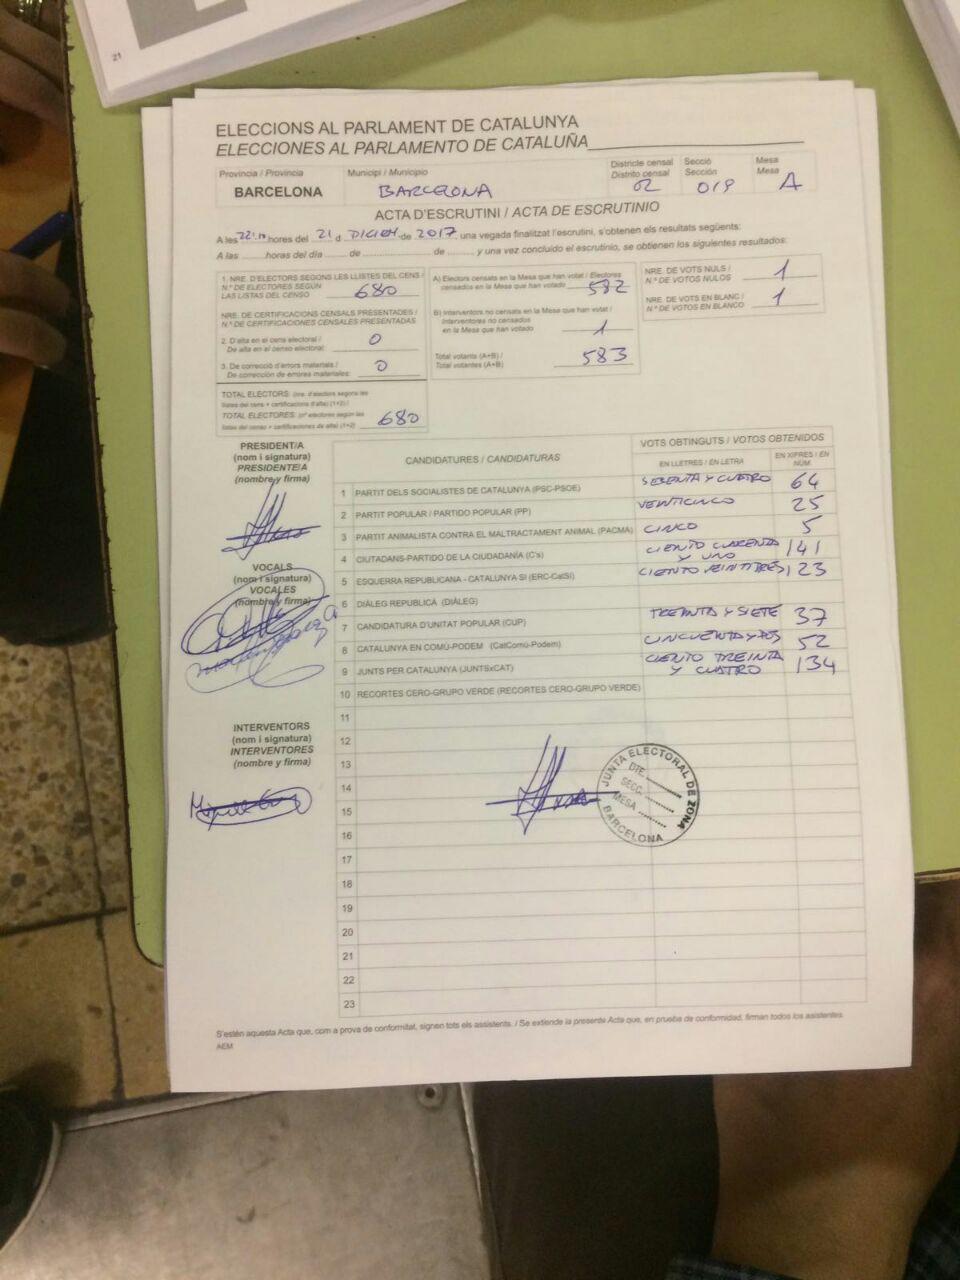 21
ELECCIONS AL PARLAMENT DE CATALUNYA
ELECCIONES AL PARLAMENTO DE CATALUÑA
Província / Provincia
BARCELONA
Municipi / Municipio
BARCELONA
Districte censal
Distrito censal
02
Secció
Sección
019
Mesa
Mesa
A
ACTA D'ESCRUTINI / ACTA DE ESCRUTINIO
A les 22:10 hores del 21 d DICIEM. de 2017, una vegada finalitzat l'escrutini, s'obtenen els resultats següents:
A las ......... horas del día ...... de .................. de ........., y una vez concluido el escrutinio, se obtienen los siguientes resultados:
1. NRE. D'ELECTORS SEGONS LES LLISTES DEL CENS /
N.º DE ELECTORES SEGÚN
LAS LISTAS DEL CENSO 680
NRE. DE CERTIFICACIONS CENSALS PRESENTADES /
N.º DE CERTIFICACIONES CENSALES PRESENTADAS
2. D'alta en el cens electoral /
De alta en el censo electoral: 0
3. De correcció d'errors materials /
De corrección de errores materiales: 0
TOTAL ELECTORS: (nre. d'electors segons les
llistes del cens + certificacions d'alta) (1+2) /
TOTAL ELECTORES: (nº electores según las
listas del censo + certificaciones de alta) (1+2) 680
A) Electors censats en la Mesa que han votat / Electores
censados en la Mesa que han votado 582
B) Interventors no censats en la Mesa que han votat /
Interventores no censados
en la Mesa que han votado 1
Total votants (A+B) /
Total votantes (A+B) 583
NRE. DE VOTS NULS /
N.º DE VOTOS NULOS 1
NRE. DE VOTS EN BLANC /
N.º DE VOTOS EN BLANCO 1
PRESIDENT/A
(nom i signatura)
PRESIDENTE/A
(nombre y firma)
VOCALS
(nom i signatura)
VOCALES
(nombre y firma)
INTERVENTORS
(nom i signatura)
INTERVENTORES
(nombre y firma)
CANDIDATURES / CANDIDATURAS
VOTS OBTINGUTS / VOTOS OBTENIDOS
EN LLETRES / EN LETRA
EN XIFRES / EN NÚM.
1 PARTIT DELS SOCIALISTES DE CATALUNYA (PSC-PSOE) SESENTA Y CUATRO 64
2 PARTIT POPULAR / PARTIDO POPULAR (PP) VEINTICINCO 25
3 PARTIT ANIMALISTA CONTRA EL MALTRACTAMENT ANIMAL (PACMA) CINCO 5
4 CIUTADANS-PARTIDO DE LA CIUDADANÍA (C's) CIENTO CUARENTA Y UNO 141
5 ESQUERRA REPUBLICANA - CATALUNYA SÍ (ERC-CatSí) CIENTO VEINTITRES 123
6 DIÀLEG REPUBLICÀ (DIÀLEG)
7 CANDIDATURA D'UNITAT POPULAR (CUP) TREINTA Y SIETE 37
8 CATALUNYA EN COMÚ-PODEM (CatComú-Podem) CINCUENTA Y DOS 52
9 JUNTS PER CATALUNYA (JUNTSxCAT) CIENTO TREINTA Y CUATRO 134
10 RECORTES CERO-GRUPO VERDE (RECORTES CERO-GRUPO VERDE)
11
12
13
14
15
16
17
18
19
20
21
22
23
JUNTA ELECTORAL DE ZONA
DTE. .........
SECC. .........
MESA .........
BARCELONA
S'estén aquesta Acta que, com a prova de conformitat, signen tots els assistents. / Se extiende la presente Acta que, en prueba de conformidad, firman todos los asistentes
AEM